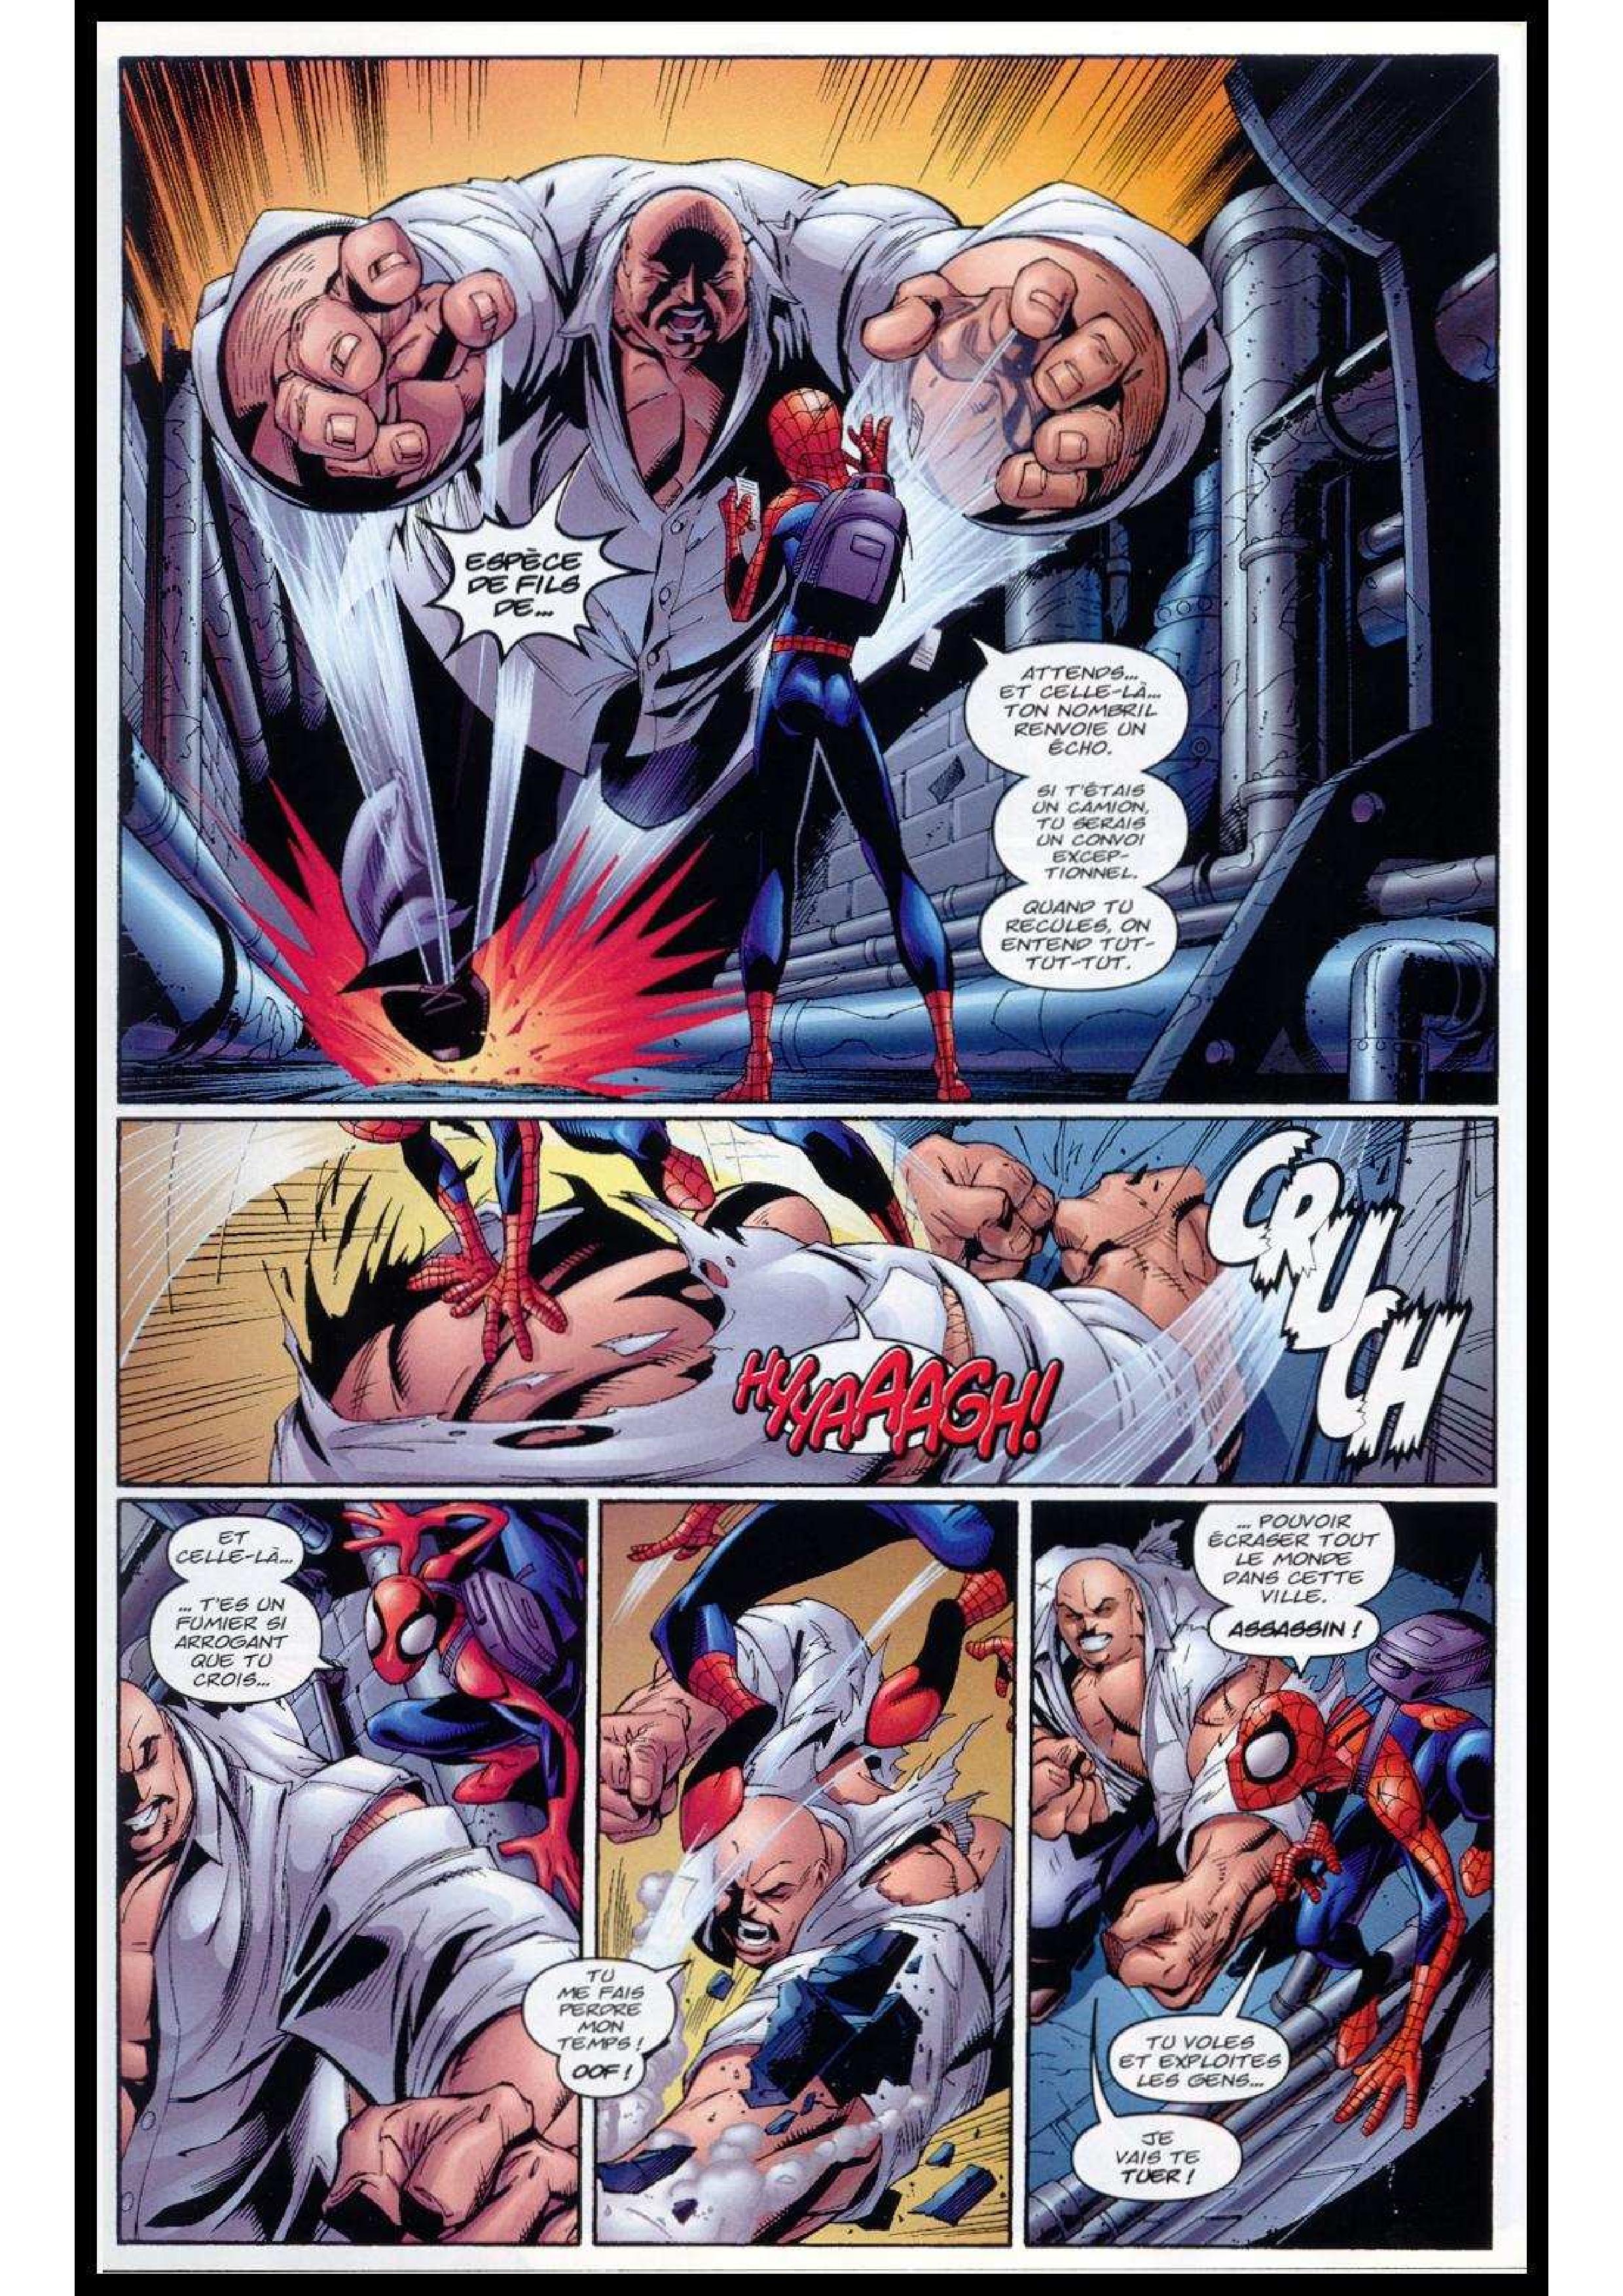 ESPÈCE
DE FILS
DE...
ATTENDS...
ET CELLE-LÀ...
TON NOMBRIL
RENVOIE UN
ÉCHO.
SI T'ÉTAIS
UN CAMION,
TU SERAIS
UN CONVOI
EXCEP-
TIONNEL.
QUAND TU
RECULES, ON
ENTEND TUT-
TUT-TUT.
CRUCH
HYYAAAAGH!
ET
CELLE-LÀ...
... T'ES UN
FUMIER SI
ARROGANT
QUE TU
CROIS...
TU
ME FAIS
PERDRE
MON
TEMPS !
OOF !
... POUVOIR
ÉCRASER TOUT
LE MONDE
DANS CETTE
VILLE.
ASSASSIN !
TU VOLES
ET EXPLOITES
LES GENS...
JE
VAIS TE
TUER !